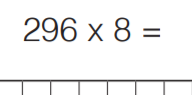 296 x 8 =